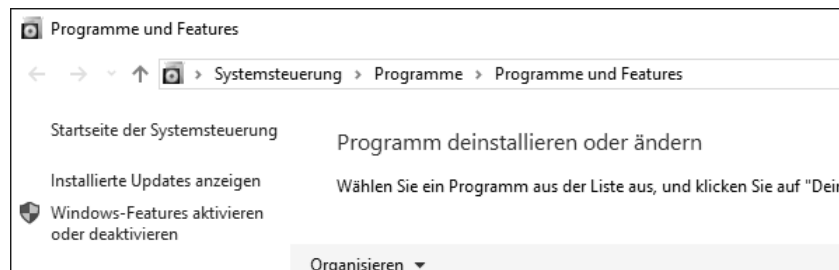 Programme und Features
Systemsteuerung > Programme > Programme und Features
Startseite der Systemsteuerung
Installierte Updates anzeigen
Windows-Features aktivieren
oder deaktivieren
Programm deinstallieren oder ändern
Wählen Sie ein Programm aus der Liste aus, und klicken Sie auf "Dei
Organisieren